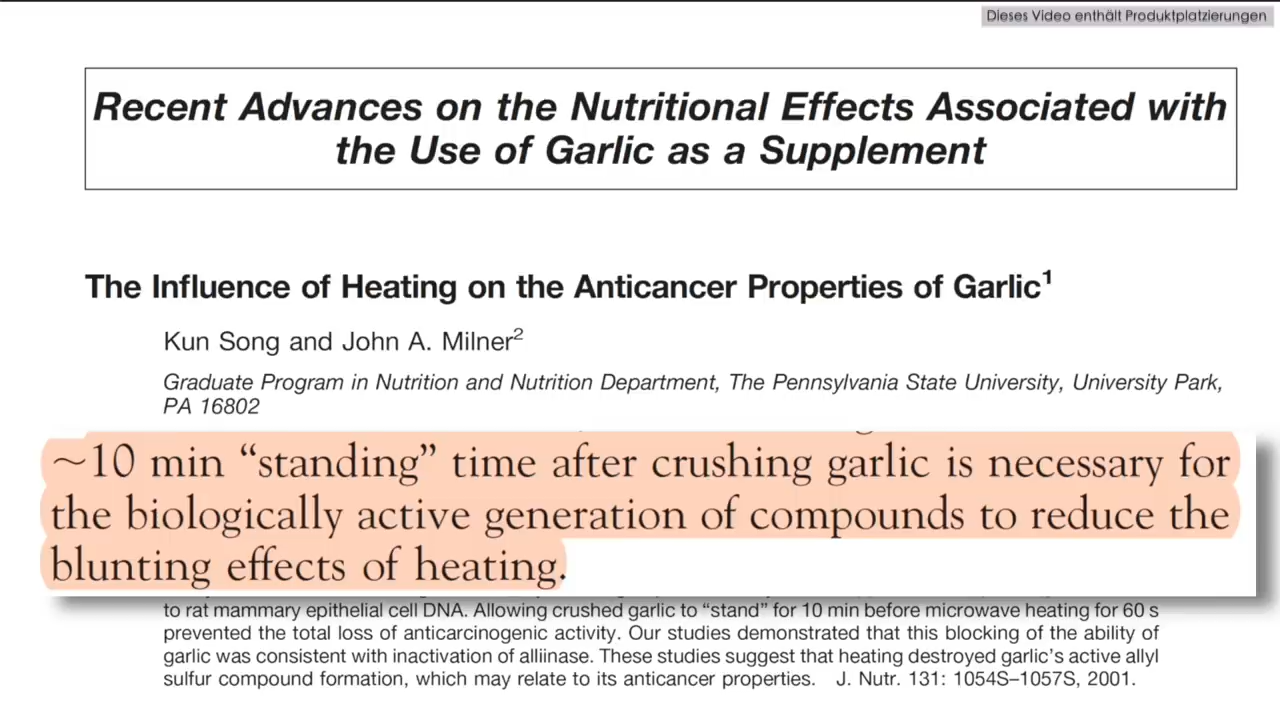 Dieses Video enthält Produktplatzierungen
Recent Advances on the Nutritional Effects Associated with
the Use of Garlic as a Supplement
The Influence of Heating on the Anticancer Properties of Garlic¹
Kun Song and John A. Milner²
Graduate Program in Nutrition and Nutrition Department, The Pennsylvania State University, University Park,
PA 16802
~10 min “standing” time after crushing garlic is necessary for
the biologically active generation of compounds to reduce the
blunting effects of heating.
to rat mammary epithelial cell DNA. Allowing crushed garlic to “stand” for 10 min before microwave heating for 60 s
prevented the total loss of anticarcinogenic activity. Our studies demonstrated that this blocking of the ability of
garlic was consistent with inactivation of alliinase. These studies suggest that heating destroyed garlic’s active allyl
sulfur compound formation, which may relate to its anticancer properties. J. Nutr. 131: 1054S–1057S, 2001.